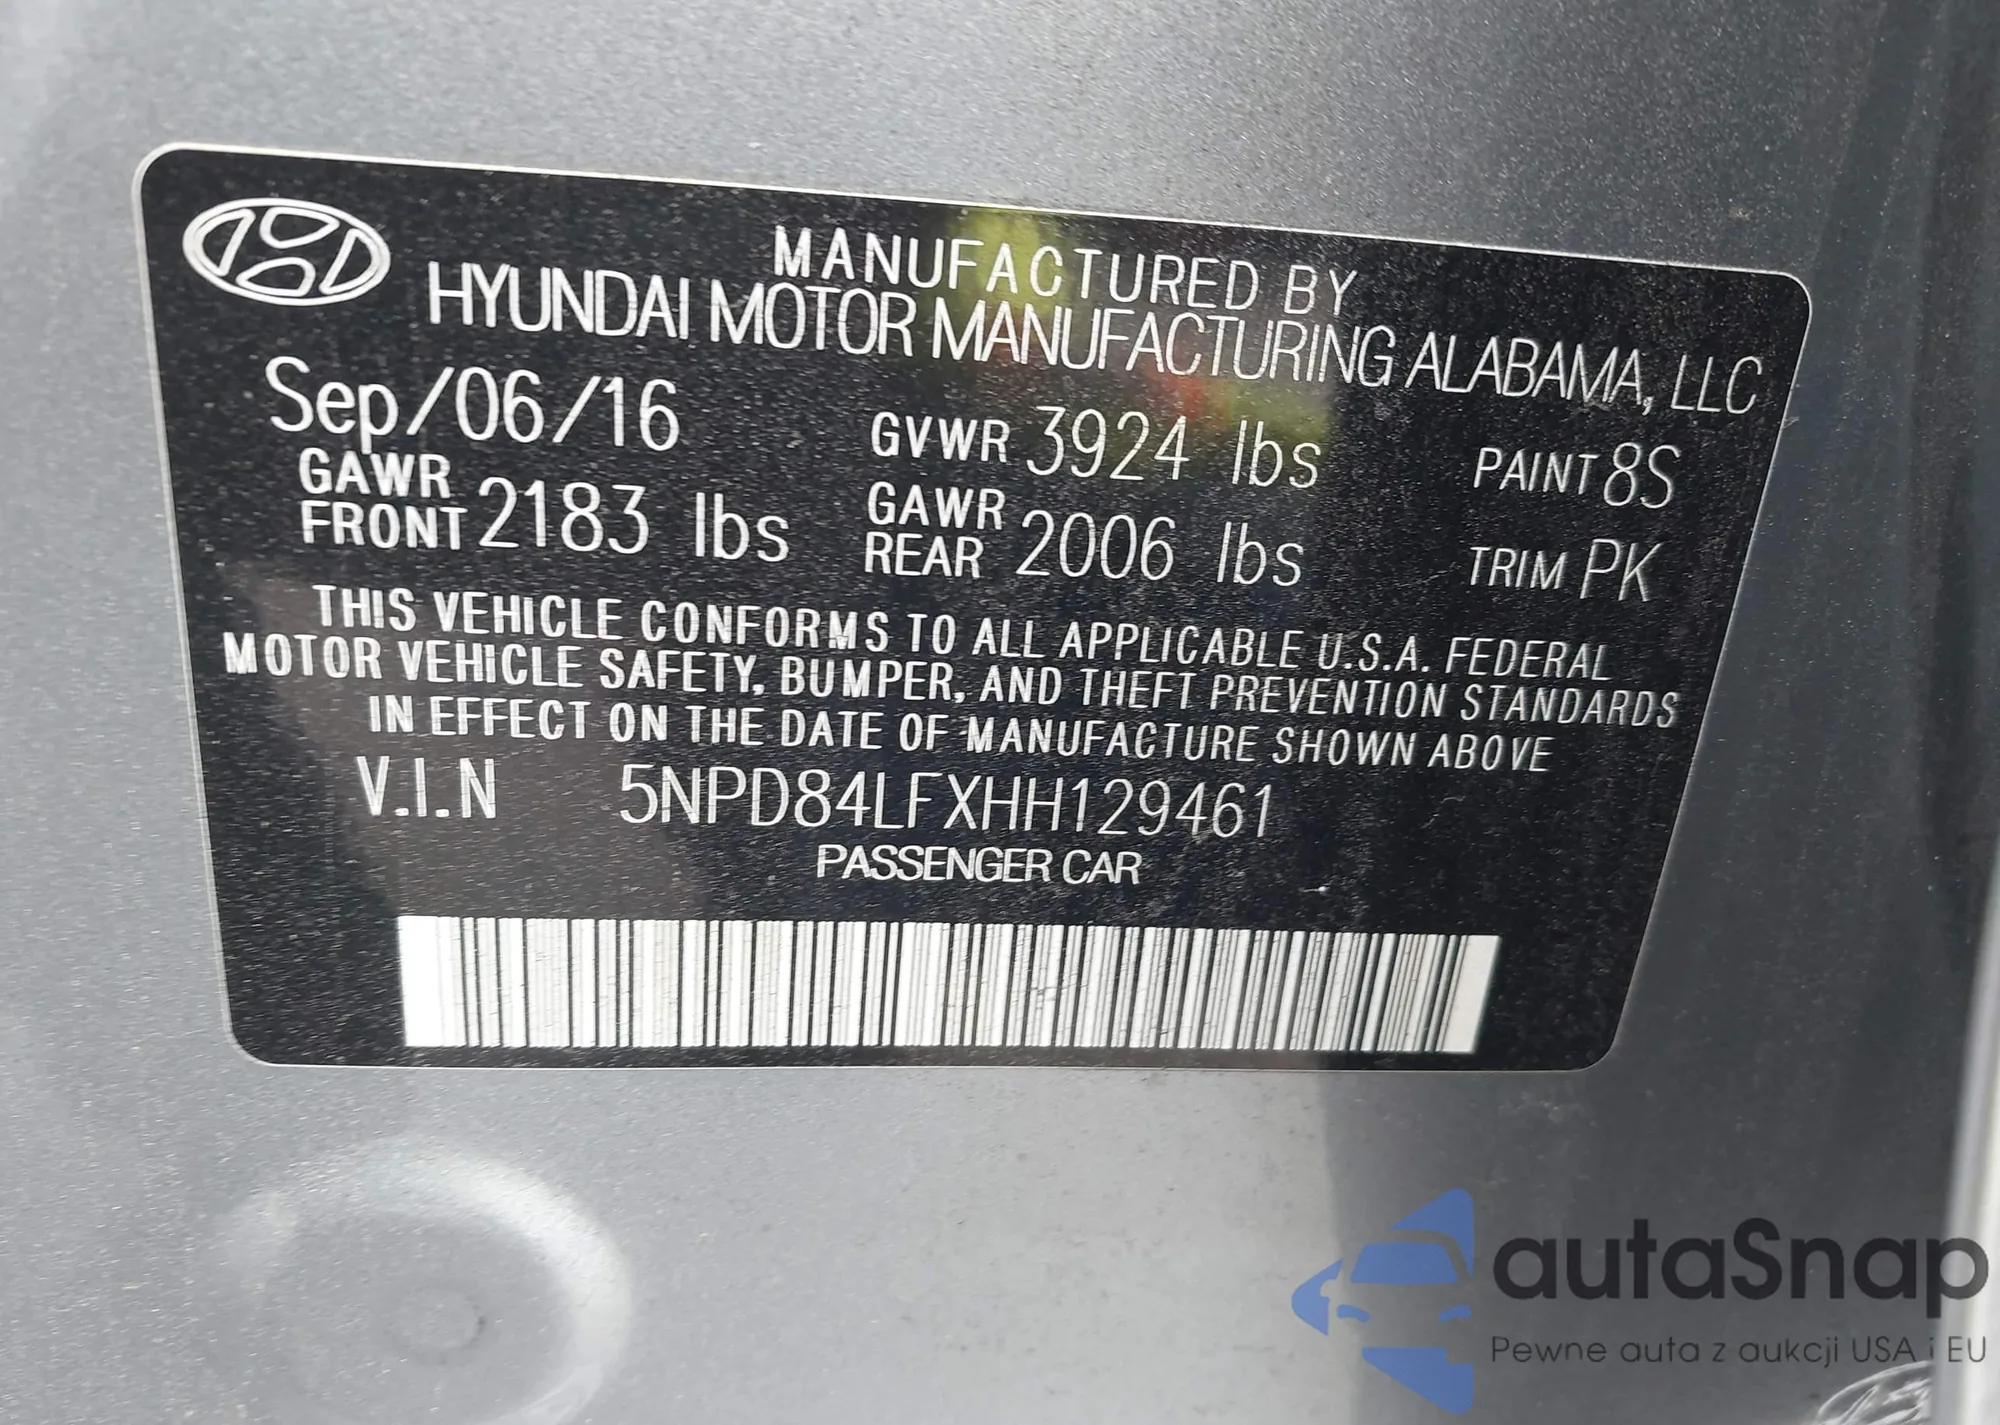 MANUFACTURED BY
HYUNDAI MOTOR MANUFACTURING ALABAMA, LLC
Sep/06/16 GVWR 3924 lbs PAINT 8S
GAWR FRONT 2183 lbs GAWR REAR 2006 lbs TRIM PK
THIS VEHICLE CONFORMS TO ALL APPLICABLE U.S.A. FEDERAL
MOTOR VEHICLE SAFETY, BUMPER, AND THEFT PREVENTION STANDARDS
IN EFFECT ON THE DATE OF MANUFACTURE SHOWN ABOVE
V.I.N 5NPD84LFXHH129461
PASSENGER CAR
autaSnap
Pewne auta z aukcji USA i EU